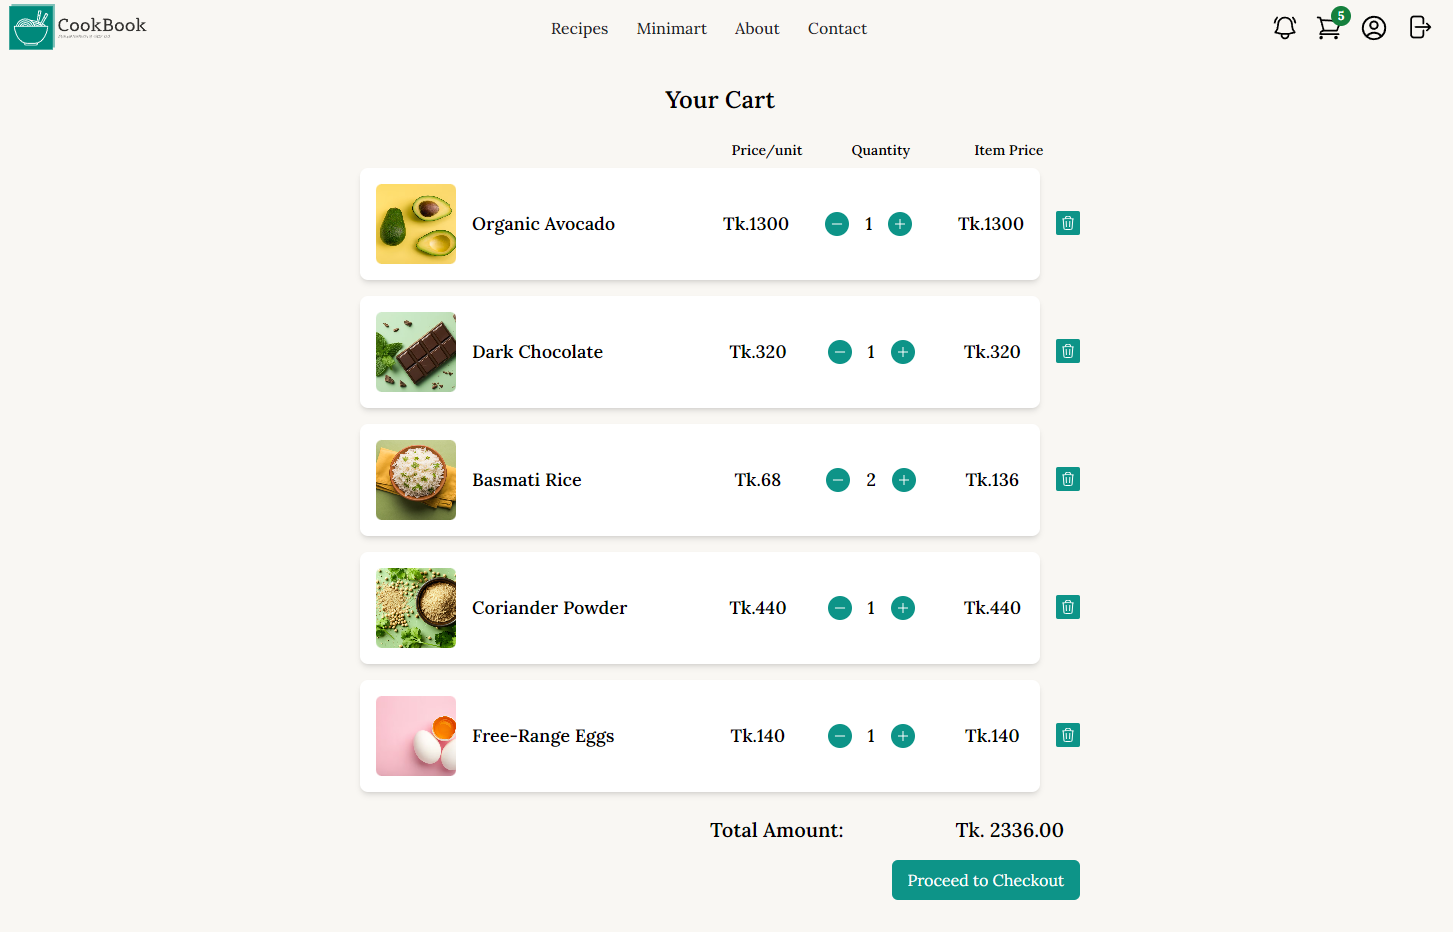 CookBook
Recipes Minimart About Contact
5
Your Cart
Price/unit Quantity Item Price
Organic Avocado Tk.1300 1 Tk.1300
Dark Chocolate Tk.320 1 Tk.320
Basmati Rice Tk.68 2 Tk.136
Coriander Powder Tk.440 1 Tk.440
Free-Range Eggs Tk.140 1 Tk.140
Total Amount: Tk. 2336.00
Proceed to Checkout